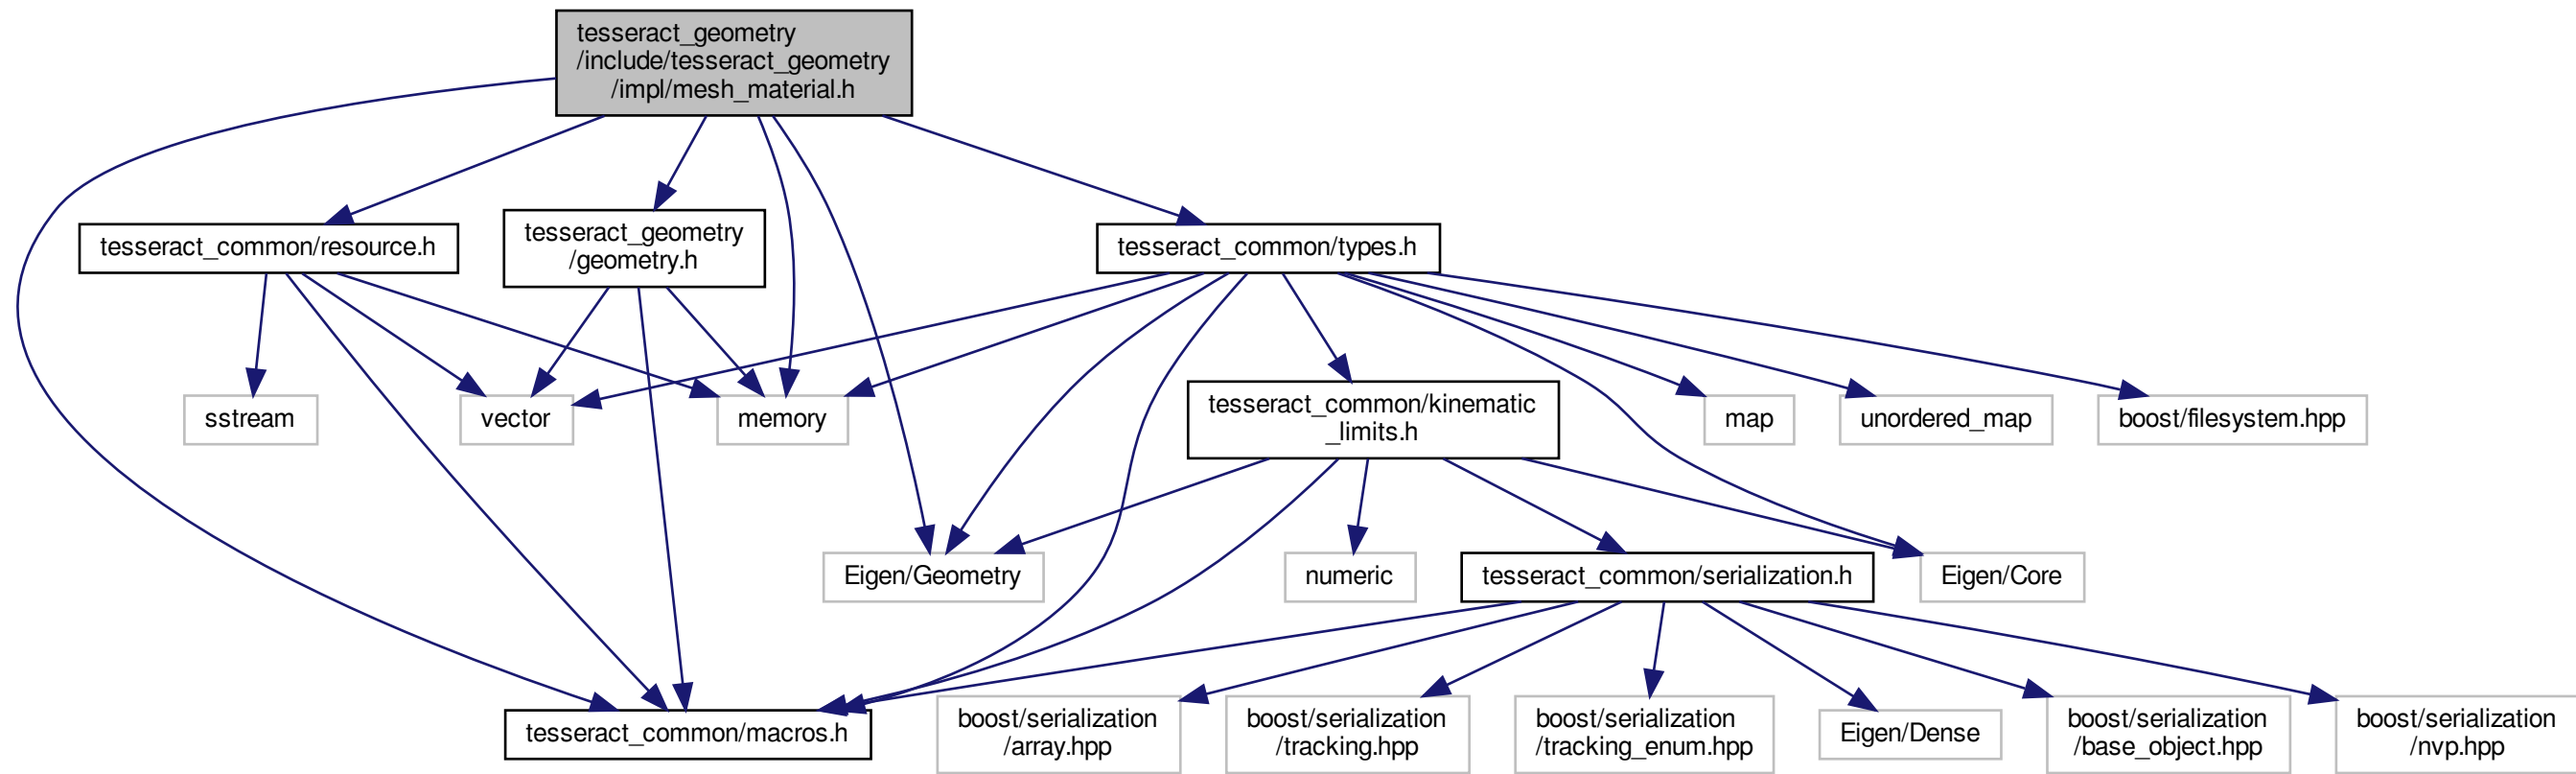 tesseract_geometry
/include/tesseract_geometry
/impl/mesh_material.h
tesseract_common/resource.h
tesseract_geometry
/geometry.h
tesseract_common/types.h
sstream
vector
memory
tesseract_common/kinematic
_limits.h
map
unordered_map
boost/filesystem.hpp
Eigen/Geometry
numeric
tesseract_common/serialization.h
Eigen/Core
tesseract_common/macros.h
boost/serialization
/array.hpp
boost/serialization
/tracking.hpp
boost/serialization
/tracking_enum.hpp
Eigen/Dense
boost/serialization
/base_object.hpp
boost/serialization
/nvp.hpp